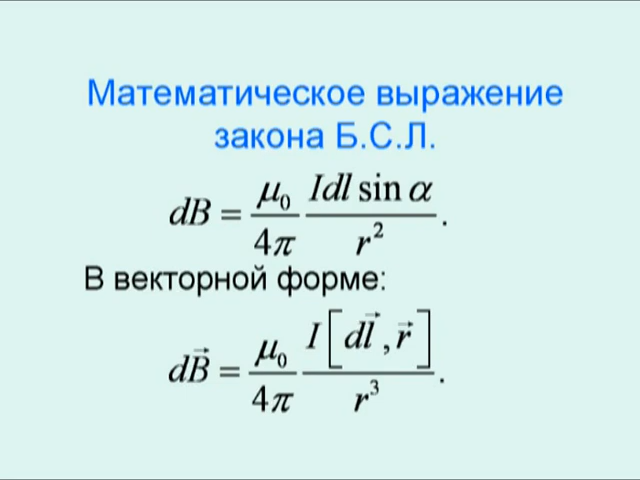 Математическое выражение
закона Б.С.Л.
dB = μ₀/4π Idl sin α/r².
В векторной форме:
dB⃗ = μ₀/4π I[dl⃗, r⃗]/r³.